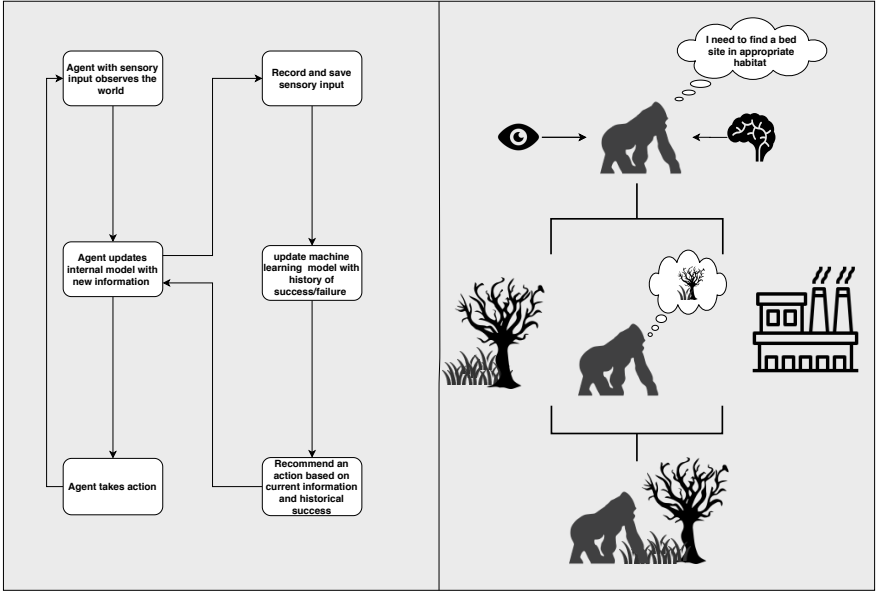 Agent with sensory
input observes the
world
Record and save
sensory input
Agent updates
internal model with
new information
update machine
learning model with
history of
success/failure
Agent takes action
Recommend an
action based on
current information
and historical
success
I need to find a bed
site in appropriate
habitat